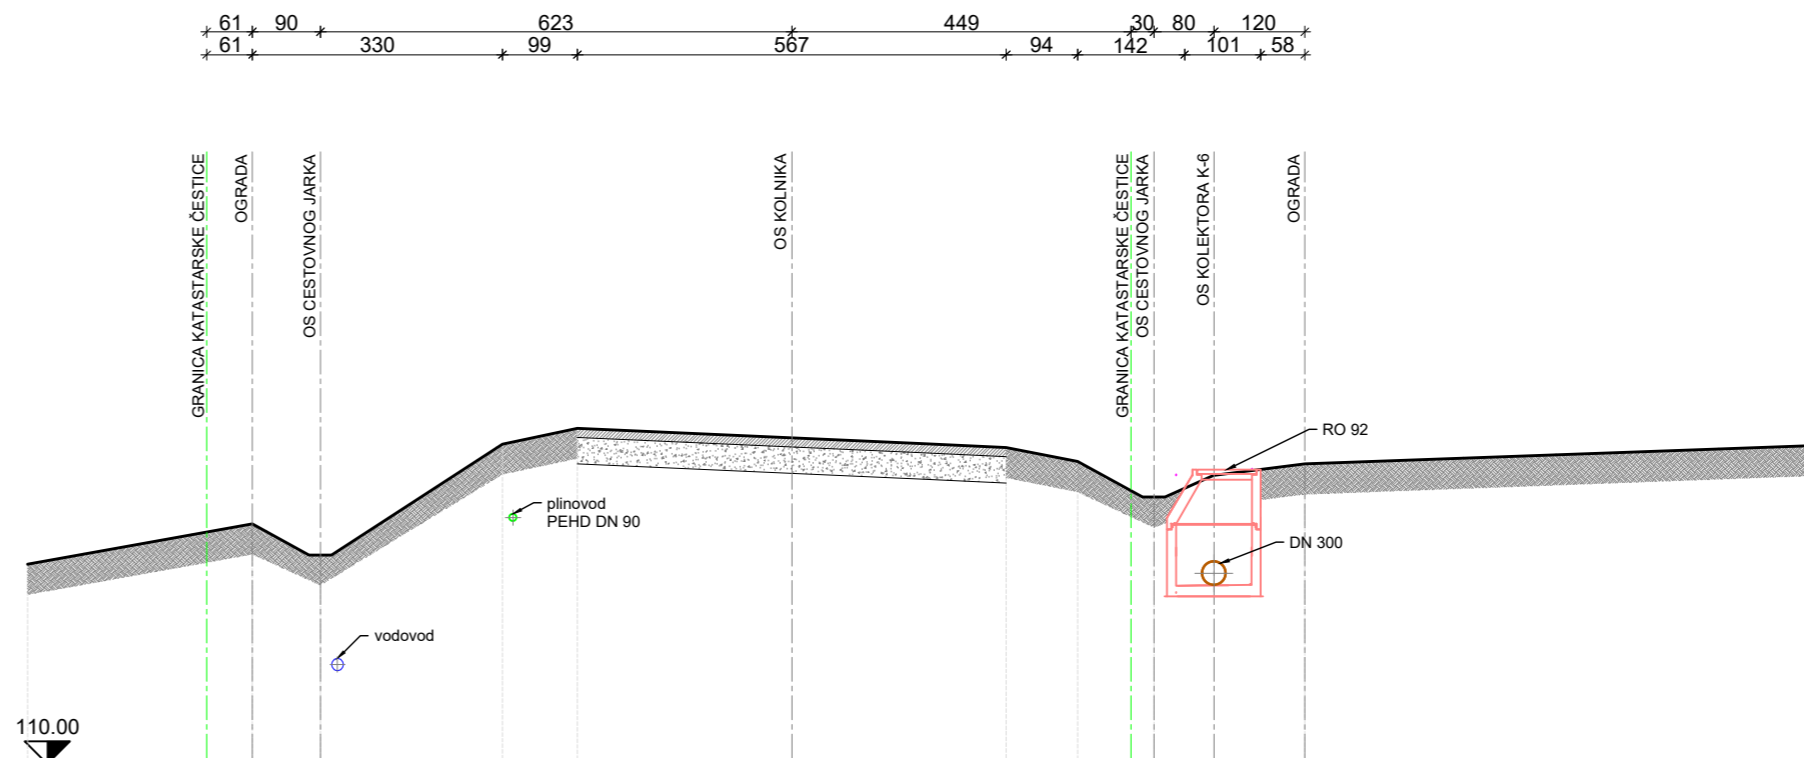 61 90 623 449 30 80 120
61 330 99 567 94 142 101 58
GRANICA KATASTARSKE ČESTICE
OGRADA
OS CESTOVNOG JARKA
OS KOLNIKA
GRANICA KATASTARSKE ČESTICE
OS CESTOVNOG JARKA
OS KOLEKTORA K-6
OGRADA
RO 92
plinovod
PEHD DN 90
DN 300
vodovod
110.00